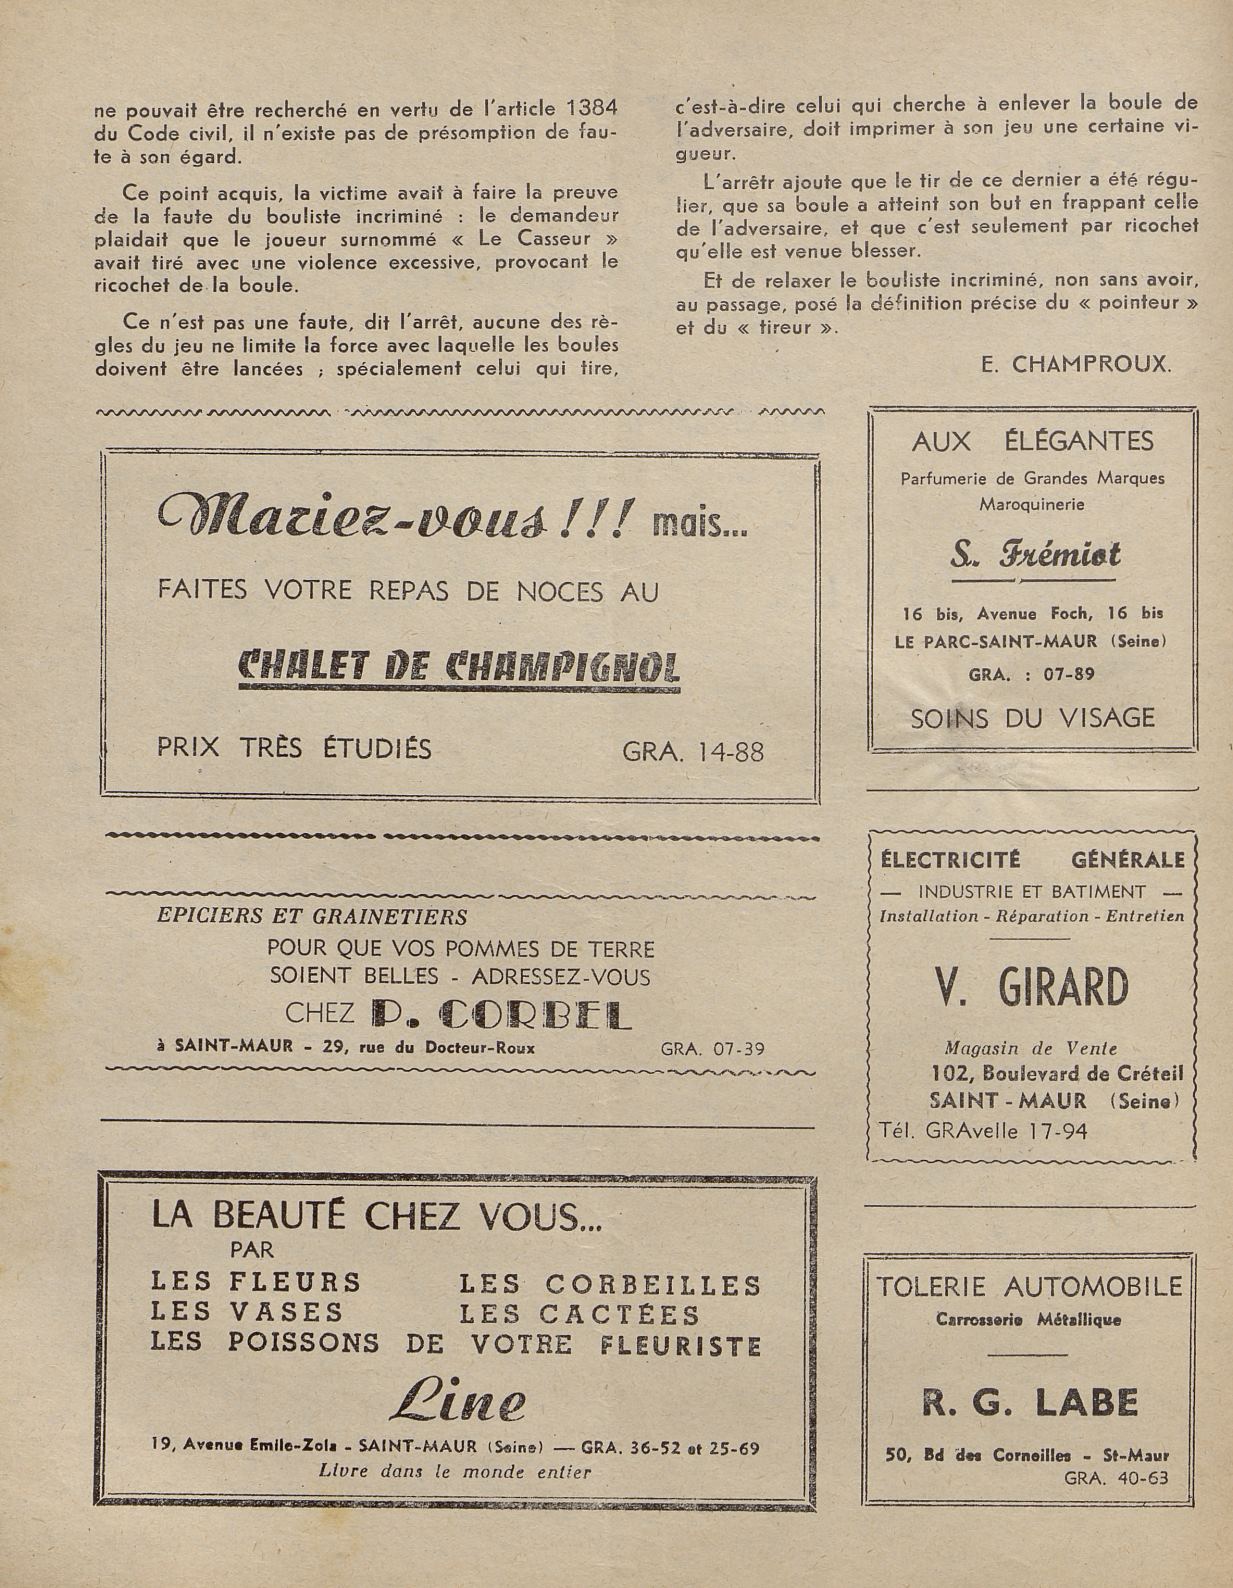 ne pouvait être recherché en vertu de l'article 1384
du Code civil, il n'existe pas de présomption de fau-
te à son égard.
Ce point acquis, la victime avait à faire la preuve
de la faute du bouliste incriminé : le demandeur
plaidait que le joueur surnommé « Le Casseur »
avait tiré avec une violence excessive, provocant le
ricochet de la boule.
Ce n'est pas une faute, dit l'arrêt, aucune des rè-
gles du jeu ne limite la force avec laquelle les boules
doivent être lancées ; spécialement celui qui tire,
c'est-à-dire celui qui cherche à enlever la boule de
l'adversaire, doit imprimer à son jeu une certaine vi-
gueur.
L'arrêtr ajoute que le tir de ce dernier a été régu-
lier, que sa boule a atteint son but en frappant celle
de l'adversaire, et que c'est seulement par ricochet
qu'elle est venue blesser.
Et de relaxer le bouliste incriminé, non sans avoir,
au passage, posé la définition précise du « pointeur »
et du « tireur ».
E. CHAMPROUX.
Mariez-vous !!! mais...
FAITES VOTRE REPAS DE NOCES AU
CHALET DE CHAMPIGNOL
PRIX TRÈS ÉTUDIÉS GRA. 14-88
EPICIERS ET GRAINETIERS
POUR QUE VOS POMMES DE TERRE
SOIENT BELLES - ADRESSEZ-VOUS
CHEZ P. CORBEL
à SAINT-MAUR - 29, rue du Docteur-Roux GRA. 07-39
LA BEAUTÉ CHEZ VOUS...
PAR
LES FLEURS LES CORBEILLES
LES VASES LES CACTÉES
LES POISSONS DE VOTRE FLEURISTE
Line
19, Avenue Emile-Zola - SAINT-MAUR (Seine) — GRA. 36-52 et 25-69
Livre dans le monde entier
AUX ÉLÉGANTES
Parfumerie de Grandes Marques
Maroquinerie
S. Frémiot
16 bis, Avenue Foch, 16 bis
LE PARC-SAINT-MAUR (Seine)
GRA. : 07-89
SOINS DU VISAGE
ÉLECTRICITÉ GÉNÉRALE
— INDUSTRIE ET BATIMENT —
Installation - Réparation - Entretien
V. GIRARD
Magasin de Vente
102, Boulevard de Créteil
SAINT-MAUR (Seine)
Tél. GRAvelle 17-94
TOLERIE AUTOMOBILE
Carrosserie Métallique
R. G. LABE
50, Bd des Corneilles - St-Maur
GRA. 40-63